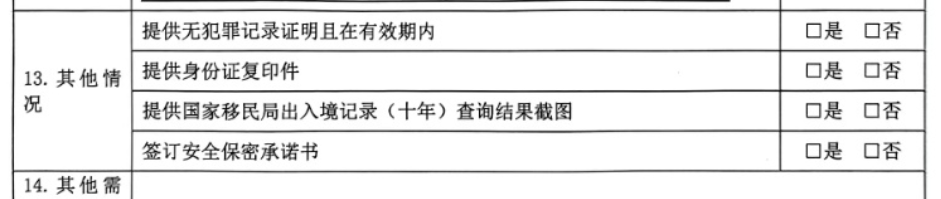 提供无犯罪记录证明且在有效期内 □是 □否
13. 其他情况
提供身份证复印件 □是 □否
提供国家移民局出入境记录（十年）查询结果截图 □是 □否
签订安全保密承诺书 □是 □否
14. 其他需